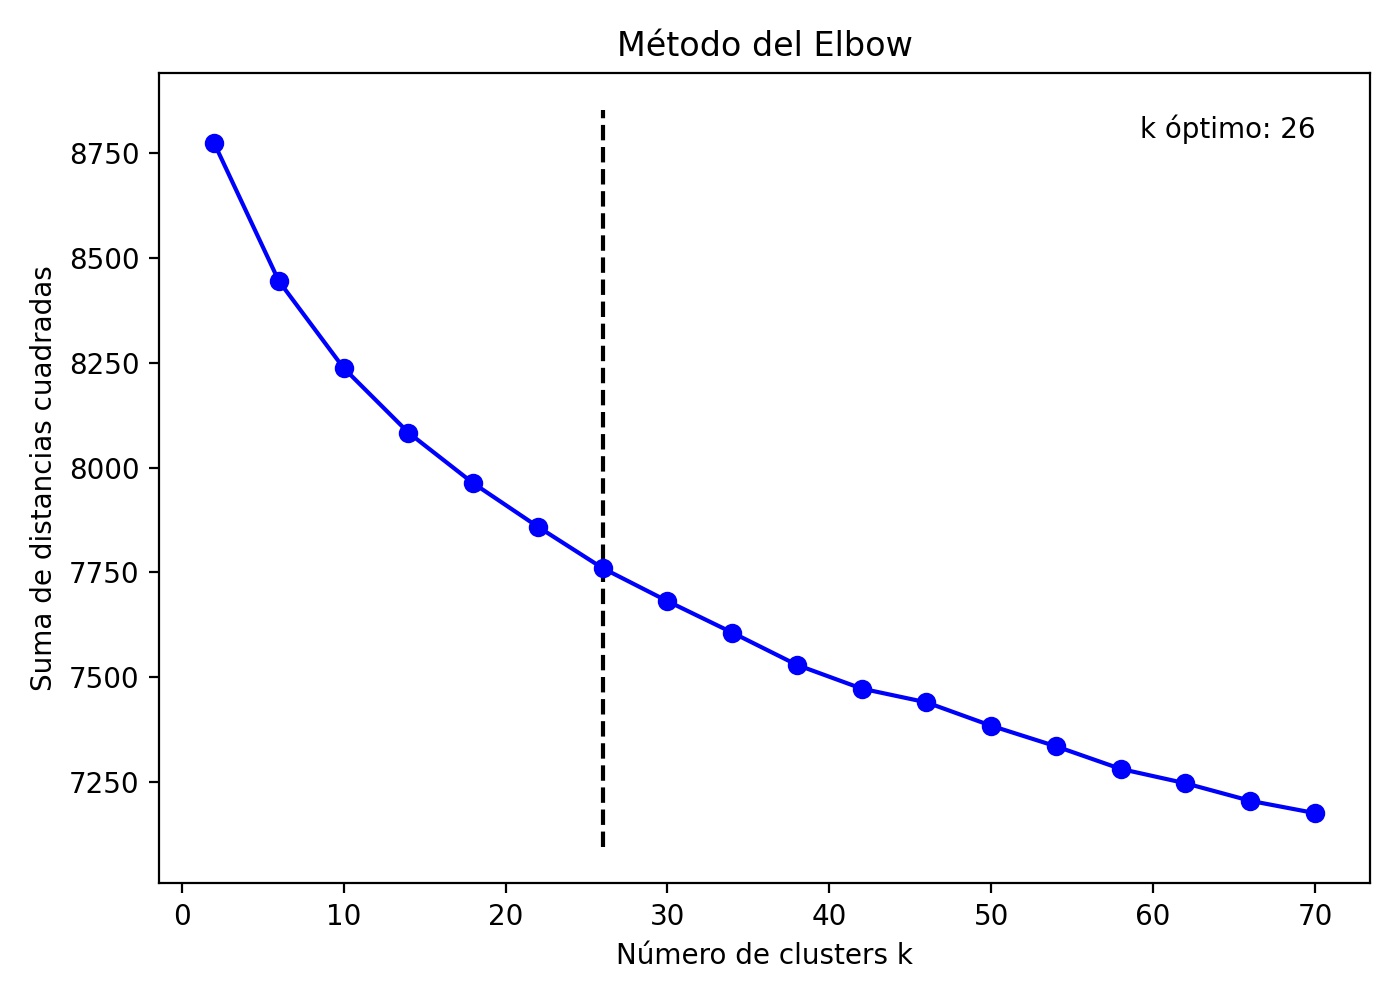 Método del Elbow
k óptimo: 26
Suma de distancias cuadradas
8750
8500
8250
8000
7750
7500
7250
0 10 20 30 40 50 60 70
Número de clusters k